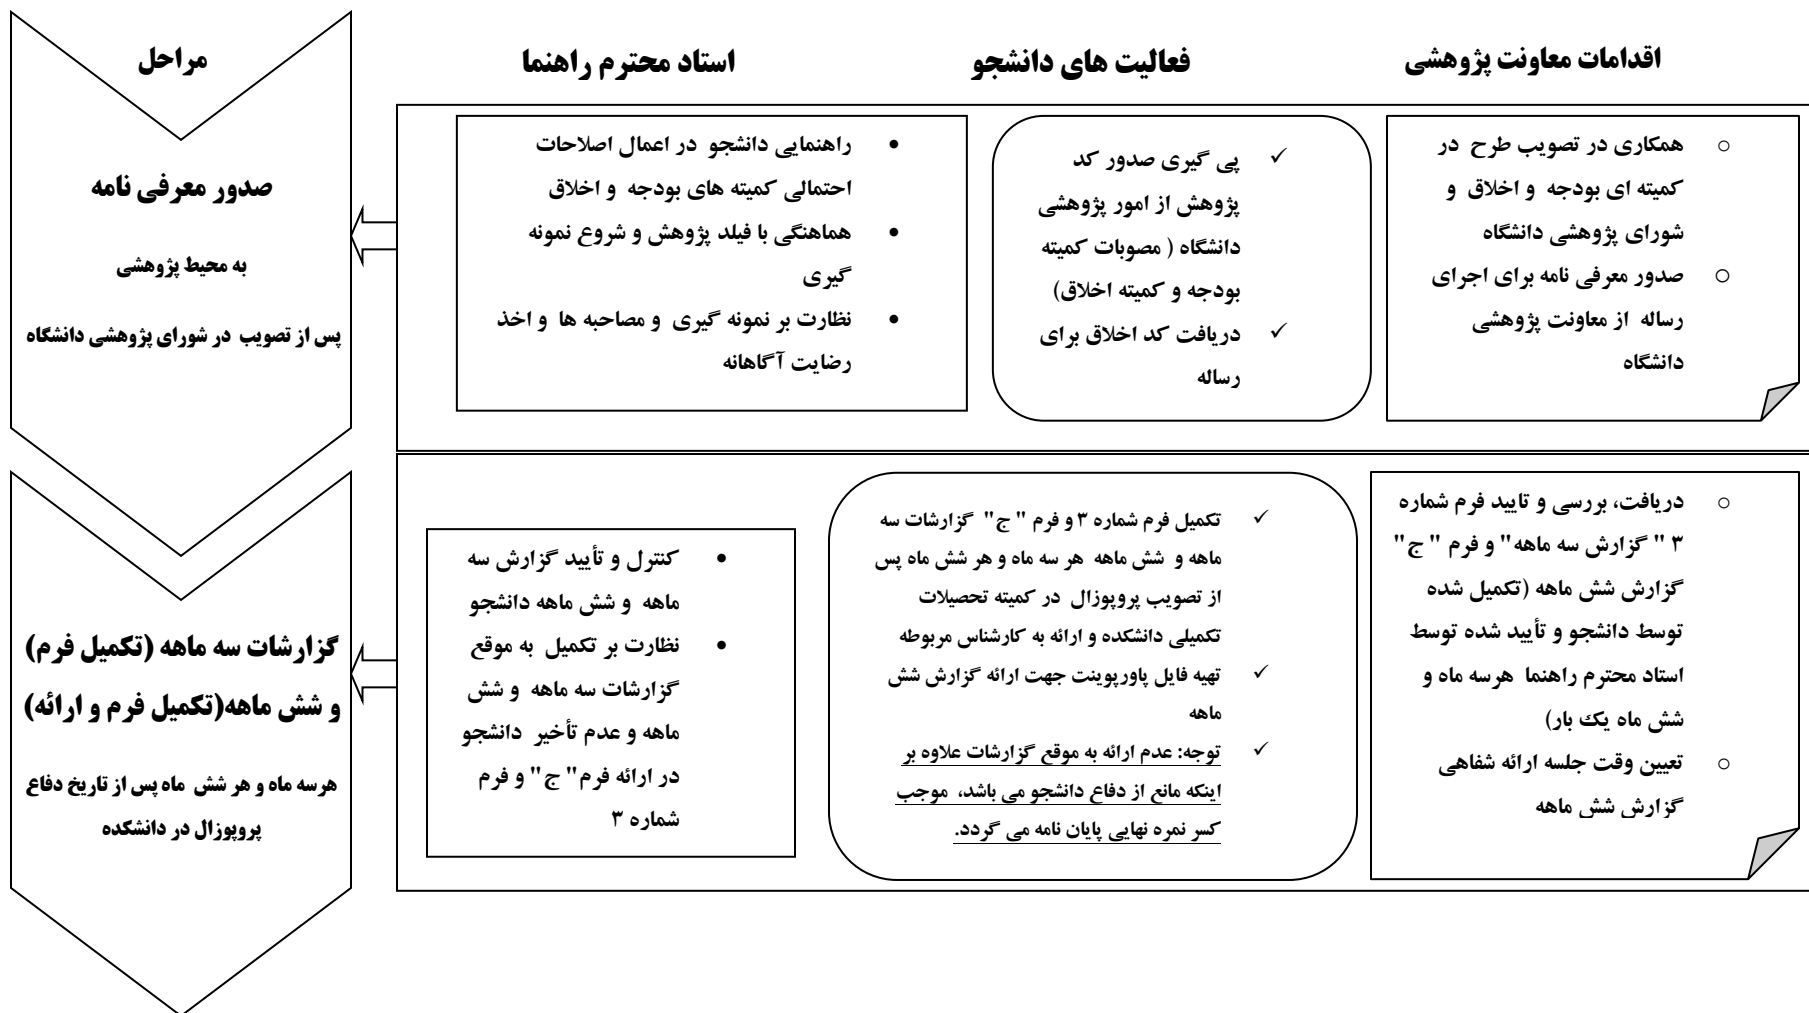 اقدامات معاونت پژوهشی
فعالیت های دانشجو
استاد محترم راهنما
مراحل
همکاری در تصویب طرح در
کمیته ای بودجه و اخلاق و
شورای پژوهشی دانشگاه
صدور معرفی نامه برای اجرای
رساله از معاونت پژوهشی
دانشگاه
پی گیری صدور کد
پژوهش از امور پژوهشی
دانشگاه ( مصوبات کمیته
بودجه و کمیته اخلاق)
دریافت کد اخلاق برای
رساله
راهنمایی دانشجو در اعمال اصلاحات
احتمالی کمیته های بودجه و اخلاق
هماهنگی با فیلد پژوهش و شروع نمونه
گیری
نظارت بر نمونه گیری و مصاحبه ها و اخذ
رضایت آگاهانه
صدور معرفی نامه
به محیط پژوهشی
پس از تصویب در شورای پژوهشی دانشگاه
دریافت، بررسی و تایید فرم شماره
۳ " گزارش سه ماهه" و فرم " ج"
گزارش شش ماهه (تکمیل شده
توسط دانشجو و تأیید شده توسط
استاد محترم راهنما هرسه ماه و
شش ماه یک بار)
تعیین وقت جلسه ارائه شفاهی
گزارش شش ماهه
تکمیل فرم شماره ۳ و فرم " ج" گزارشات سه
ماهه و شش ماهه هر سه ماه و هر شش ماه پس
از تصویب پروپوزال در کمیته تحصیلات
تکمیلی دانشکده و ارائه به کارشناس مربوطه
تهیه فایل پاورپوینت جهت ارائه گزارش شش
ماهه
توجه: عدم ارائه به موقع گزارشات علاوه بر
اینکه مانع از دفاع دانشجو می باشد، موجب
کسر نمره نهایی پایان نامه می گردد.
کنترل و تأیید گزارش سه
ماهه و شش ماهه دانشجو
نظارت بر تکمیل به موقع
گزارشات سه ماهه و شش
ماهه و عدم تأخیر دانشجو
در ارائه فرم" ج" و فرم
شماره ۳
گزارشات سه ماهه (تکمیل فرم)
و شش ماهه(تکمیل فرم و ارائه)
هرسه ماه و هر شش ماه پس از تاریخ دفاع
پروپوزال در دانشکده